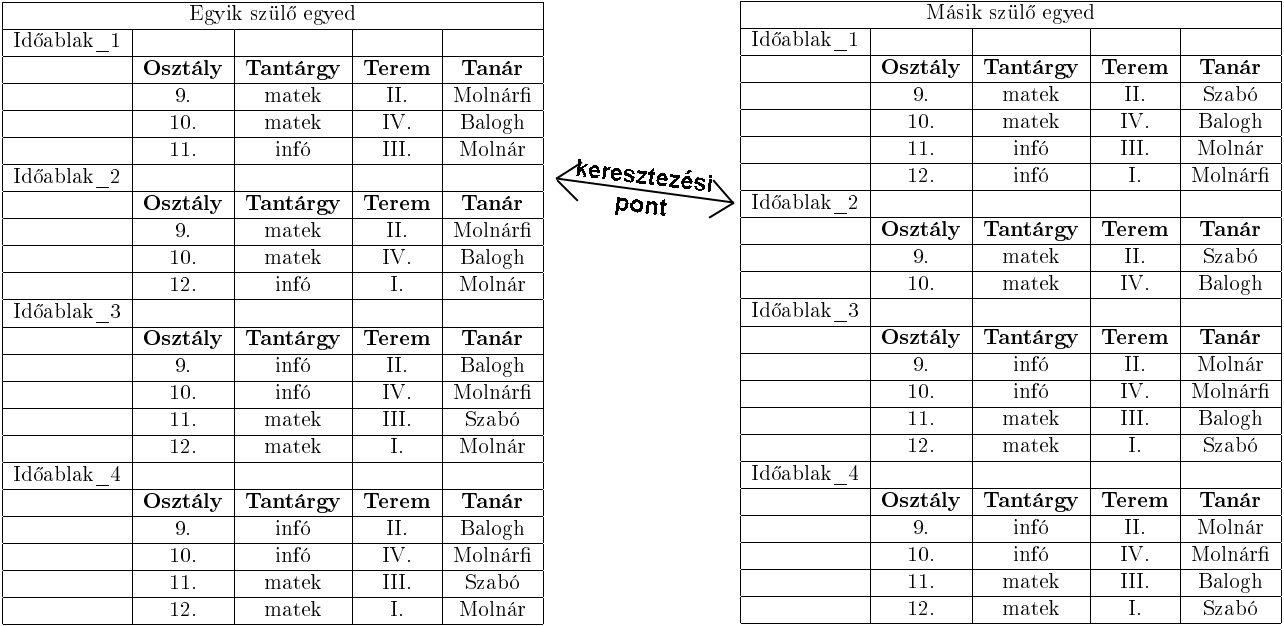 Egyik szülő egyed
Időablak_1
Osztály Tantárgy Terem Tanár
9. matek II. Molnárfi
10. matek IV. Balogh
11. infó III. Molnár
Időablak_2
Osztály Tantárgy Terem Tanár
9. matek II. Molnárfi
10. matek IV. Balogh
12. infó I. Molnár
Időablak_3
Osztály Tantárgy Terem Tanár
9. infó II. Balogh
10. infó IV. Molnárfi
11. matek III. Szabó
12. matek I. Molnár
Időablak_4
Osztály Tantárgy Terem Tanár
9. infó II. Balogh
10. infó IV. Molnárfi
11. matek III. Szabó
12. matek I. Molnár
keresztezési
pont
Másik szülő egyed
Időablak_1
Osztály Tantárgy Terem Tanár
9. matek II. Szabó
10. matek IV. Balogh
11. infó III. Molnár
12. infó I. Molnárfi
Időablak_2
Osztály Tantárgy Terem Tanár
9. matek II. Szabó
10. matek IV. Balogh
Időablak_3
Osztály Tantárgy Terem Tanár
9. infó II. Molnár
10. infó IV. Molnárfi
11. matek III. Balogh
12. matek I. Szabó
Időablak_4
Osztály Tantárgy Terem Tanár
9. infó II. Molnár
10. infó IV. Molnárfi
11. matek III. Balogh
12. matek I. Szabó